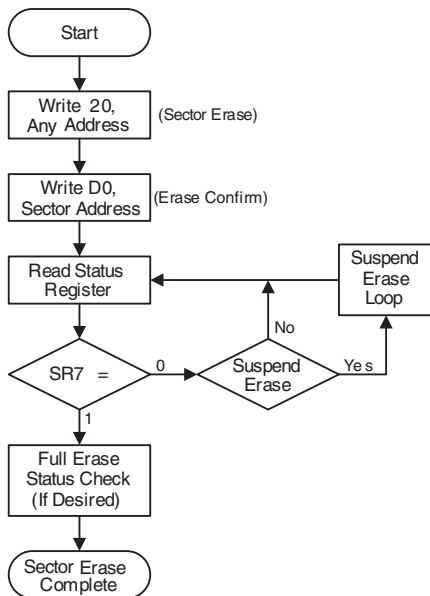 Start
Write 20,
Any Address
(Sector Erase)
Write D0,
Sector Address
(Erase Confirm)
Read Status
Register
Suspend
Erase
Loop
No
SR7 =
0
Suspend
Erase
Yes
1
Full Erase
Status Check
(If Desired)
Sector Erase
Complete